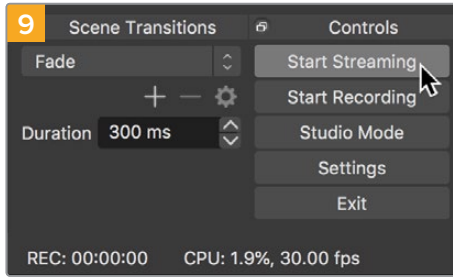 9
Scene Transitions
Controls
Fade
Start Streaming
Start Recording
Duration 300 ms
Studio Mode
Settings
Exit
REC: 00:00:00 CPU: 1.9%, 30.00 fps